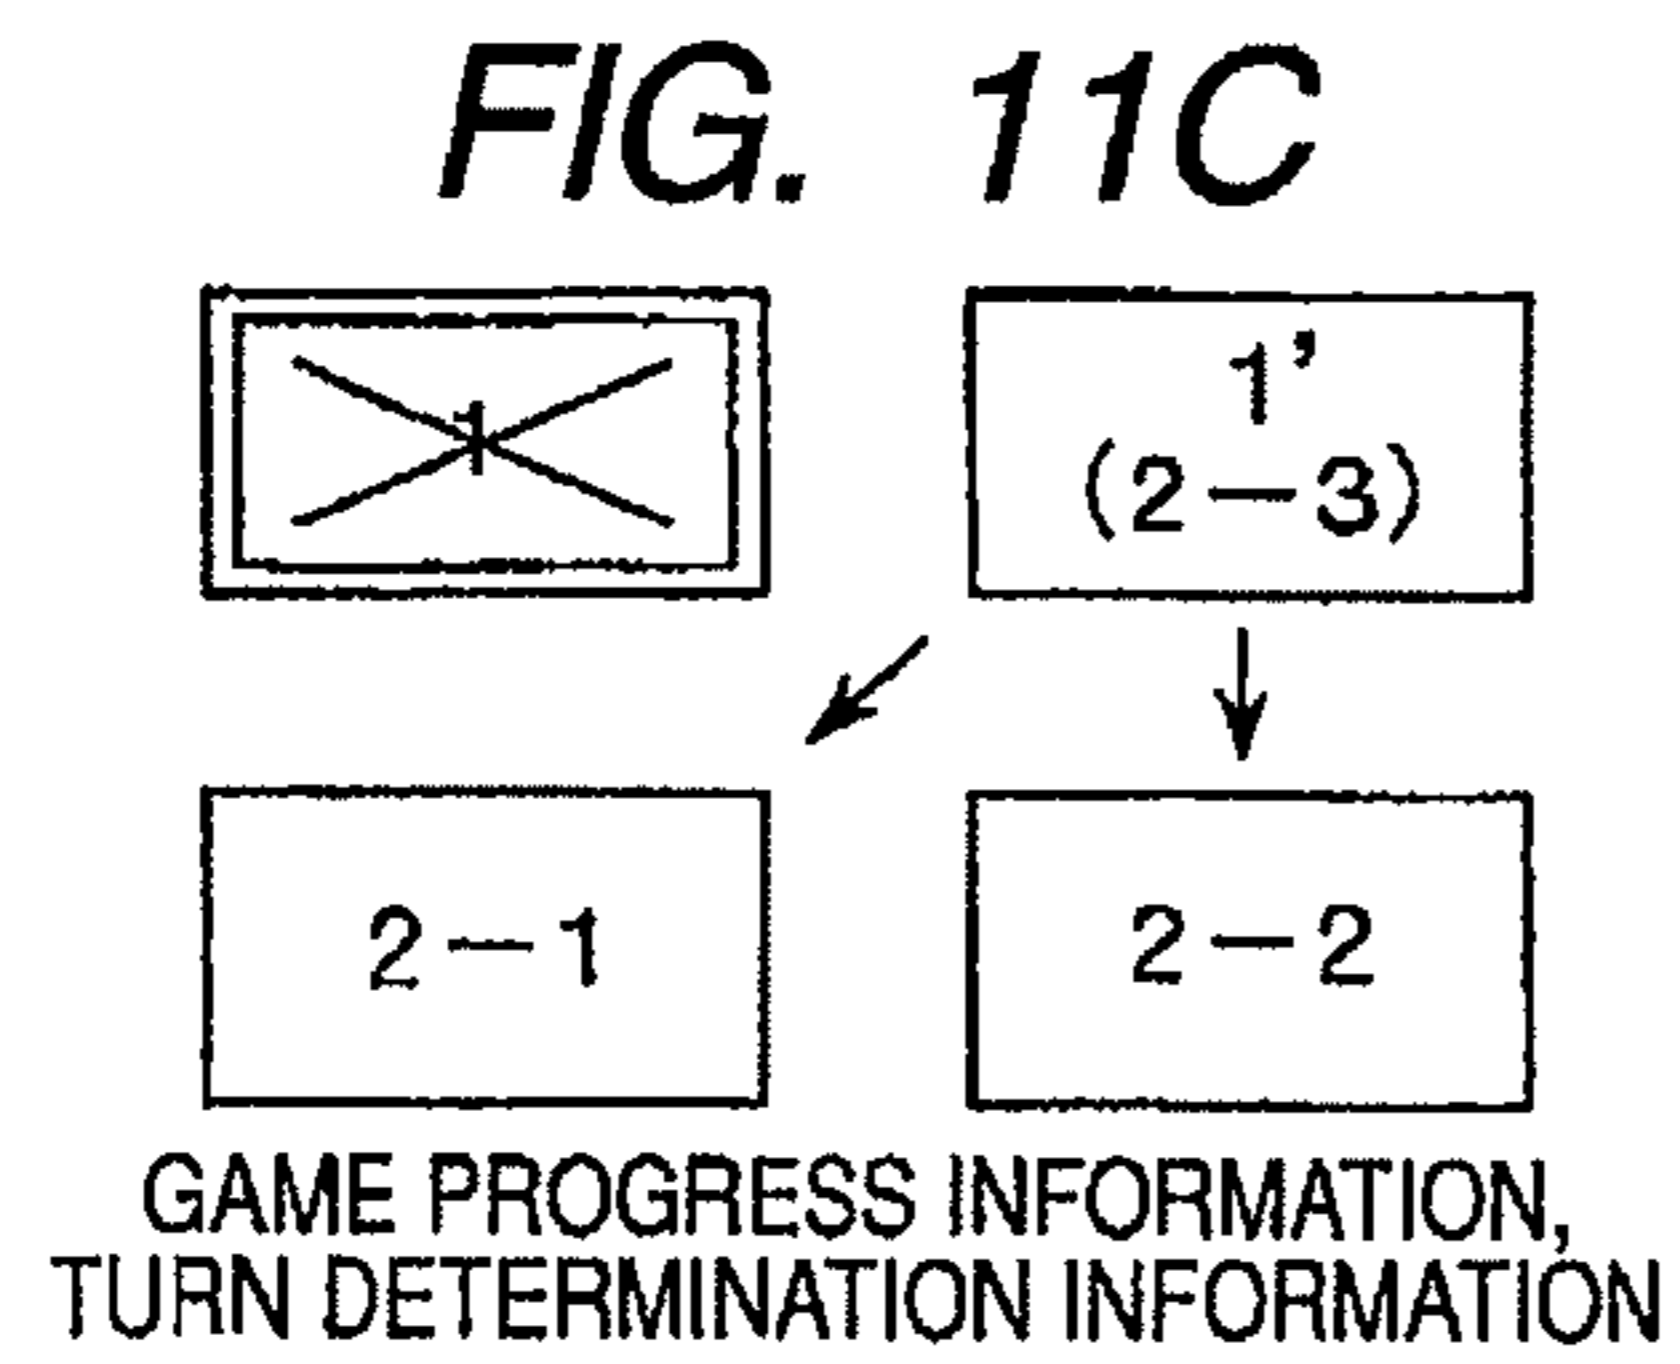 FIG. 11C
1
1’
(2－3)
2－1
2－2
GAME PROGRESS INFORMATION,
TURN DETERMINATION INFORMATION